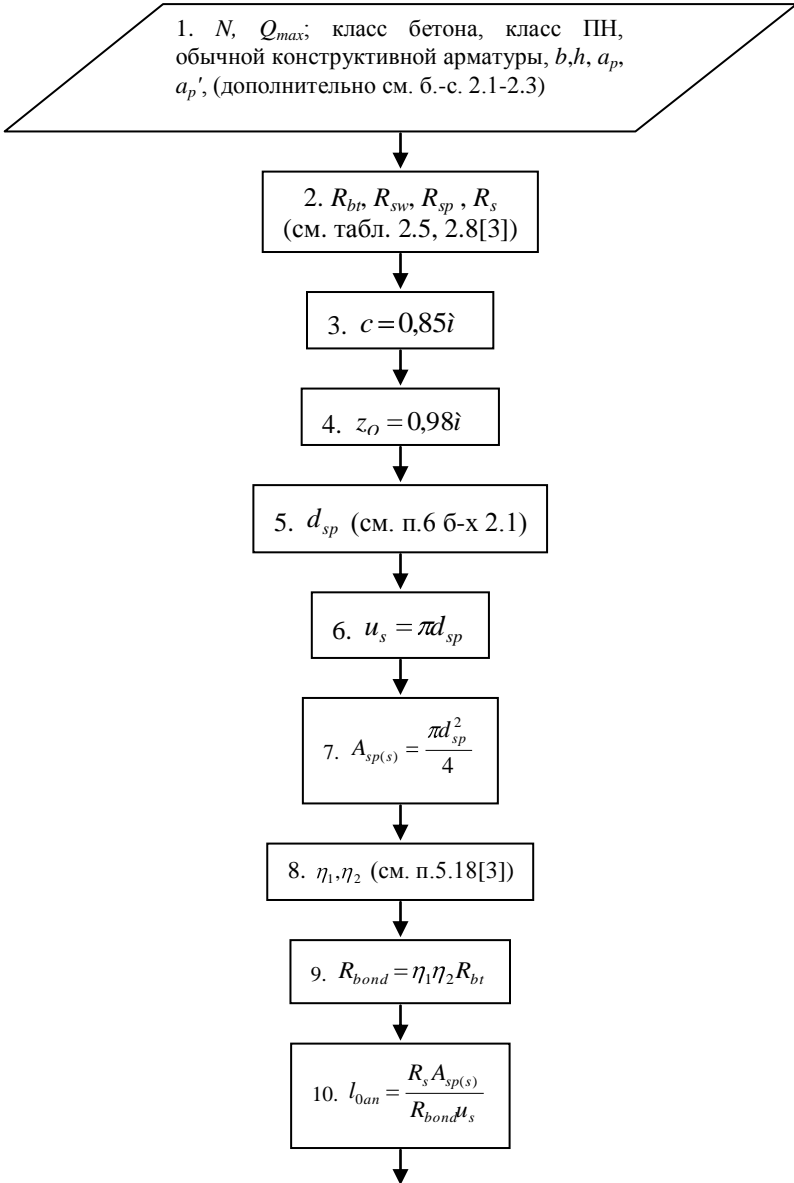 1. N, Q_max; класс бетона, класс ПН,
обычной конструктивной арматуры, b,h, a_p,
a_p', (дополнительно см. б.-с. 2.1-2.3)
2. R_bt, R_sw, R_sp , R_s
(см. табл. 2.5, 2.8[3])
3. c = 0,85ì
4. z_Q = 0,98ì
5. d_sp (см. п.6 б-х 2.1)
6. u_s = πd_sp
7. A_sp(s) = πd_sp^2 / 4
8. η_1,η_2 (см. п.5.18[3])
9. R_bond = η_1η_2R_bt
10. l_0an = R_s A_sp(s) / R_bond u_s